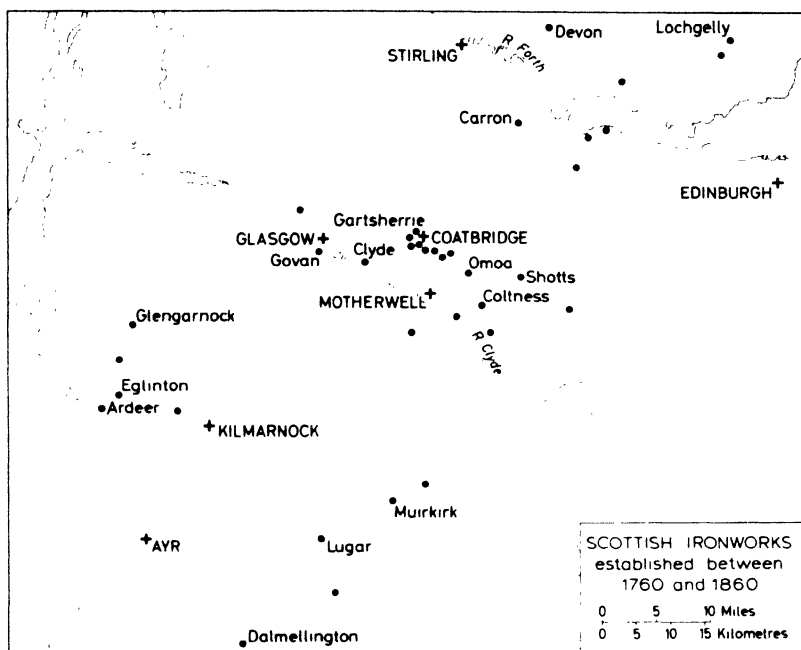 Devon
Lochgelly
STIRLING
R Forth
Carron
EDINBURGH
Gartsherrie
GLASGOW
COATBRIDGE
Govan
Clyde
Omoa
Shotts
MOTHERWELL
Coltness
Glengarnock
R Clyde
Eglinton
Ardeer
KILMARNOCK
Muirkirk
AYR
Lugar
Dalmellington
SCOTTISH IRONWORKS
established between
1760 and 1860
0 5 10 Miles
0 5 10 15 Kilometres